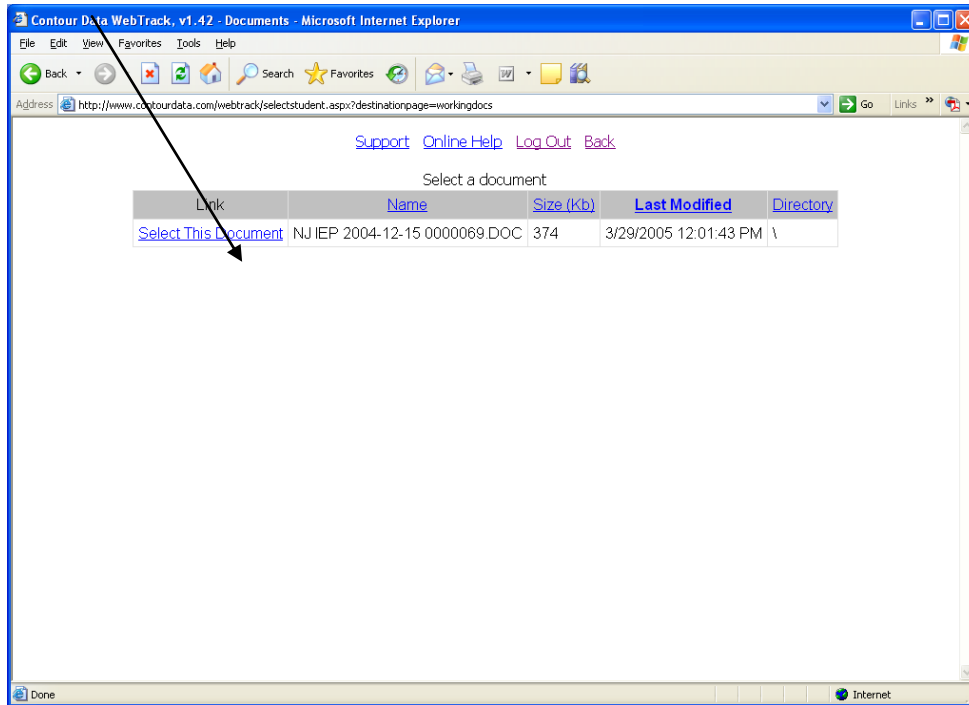 Contour Data WebTrack, v1.42 - Documents - Microsoft Internet Explorer
File Edit View Favorites Tools Help
Back Search Favorites
Address http://www.contourdata.com/webtrack/selectstudent.aspx?destinationpage=workingdocs Go Links »
Support Online Help Log Out Back
Select a document
Link Name Size (Kb) Last Modified Directory
Select This Document NJ IEP 2004-12-15 0000069.DOC 374 3/29/2005 12:01:43 PM \
Done Internet